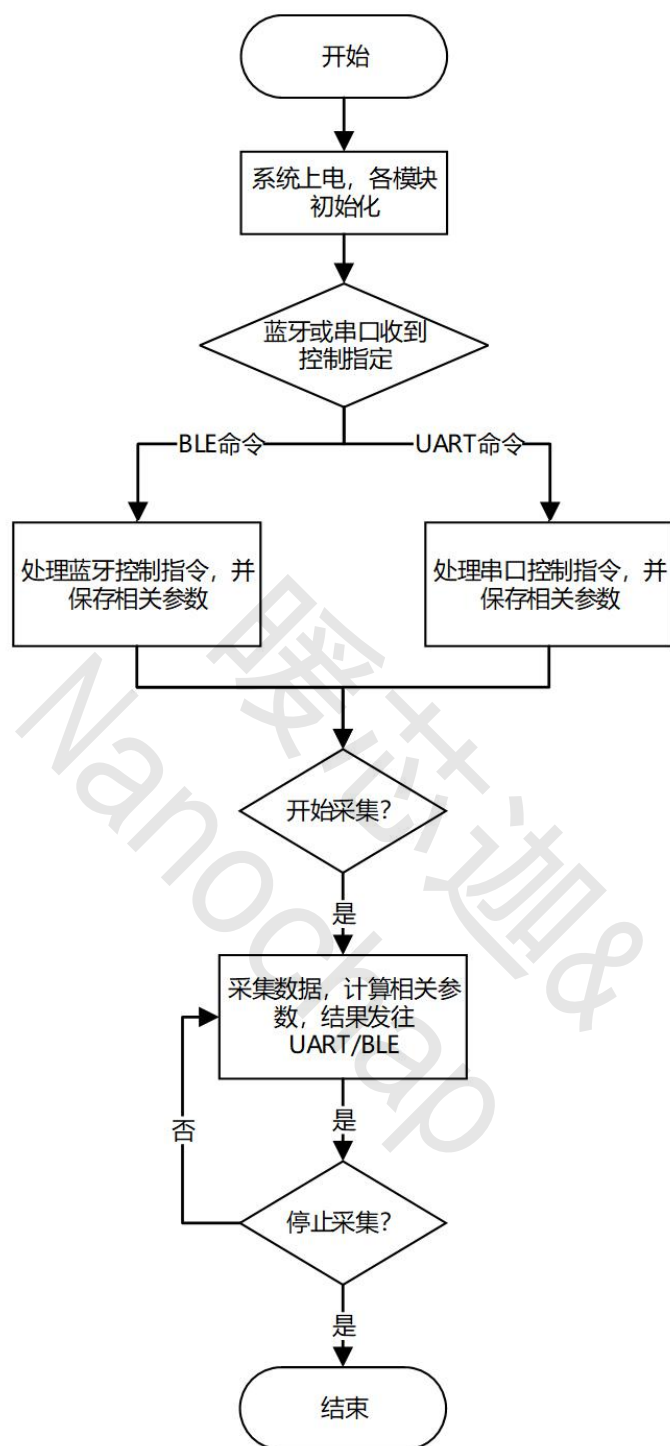 开始
系统上电，各模块
初始化
蓝牙或串口收到
控制指定
BLE命令
UART命令
处理蓝牙控制指令，并
保存相关参数
处理串口控制指令，并
保存相关参数
开始采集？
是
采集数据，计算相关参
数，结果发往
UART/BLE
是
否
停止采集？
是
结束
暖芯迦&
Nanochap